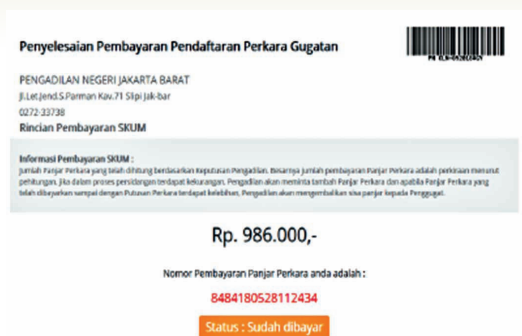 Penyelesaian Pembayaran Pendaftaran Perkara Gugatan
PENGADILAN NEGERI JAKARTA BARAT
Jl.Let.Jend.S.Parman Kav.71 Slipi Jak-bar
0272-33738
Rincian Pembayaran SKUM
Informasi Pembayaran SKUM :
Jumlah Panjar Perkara yang telah dihitung berdasarkan Keputusan Pengadilan. Besarnya jumlah pembayaran Panjar Perkara adalah perkiraan menurut
perhitungan. Jika dalam proses persidangan terdapat kekurangan, Pengadilan akan meminta tambah Panjar Perkara dan apabila Panjar Perkara yang
telah dibayarkan sampai dengan Putusan Perkara terdapat kelebihan, Pengadilan akan mengembalikan sisa panjar kepada Penggugat.
Rp. 986.000,-
Nomor Pembayaran Panjar Perkara anda adalah :
8484180528112434
Status : Sudah dibayar